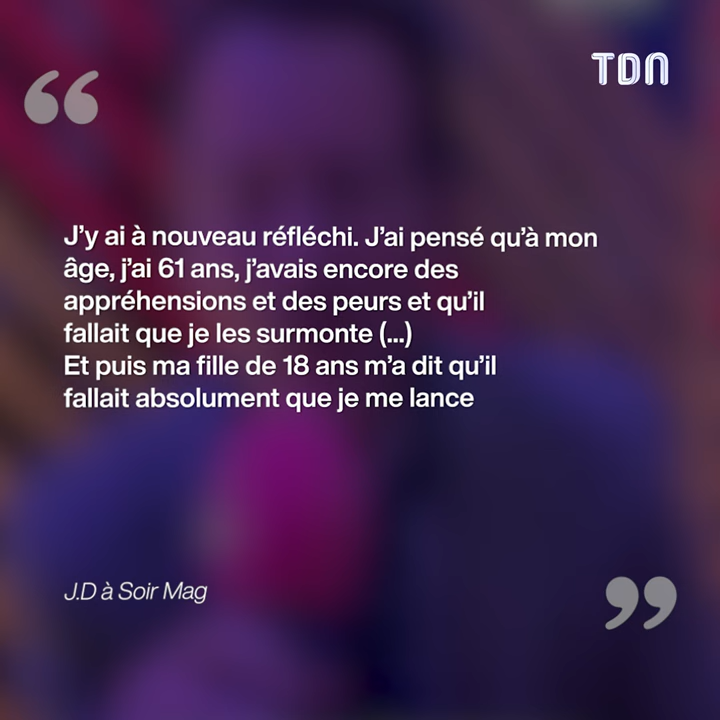 TDN
“
J’y ai à nouveau réfléchi. J’ai pensé qu’à mon
âge, j’ai 61 ans, j’avais encore des
appréhensions et des peurs et qu’il
fallait que je les surmonte (...)
Et puis ma fille de 18 ans m’a dit qu’il
fallait absolument que je me lance
J.D à Soir Mag
”